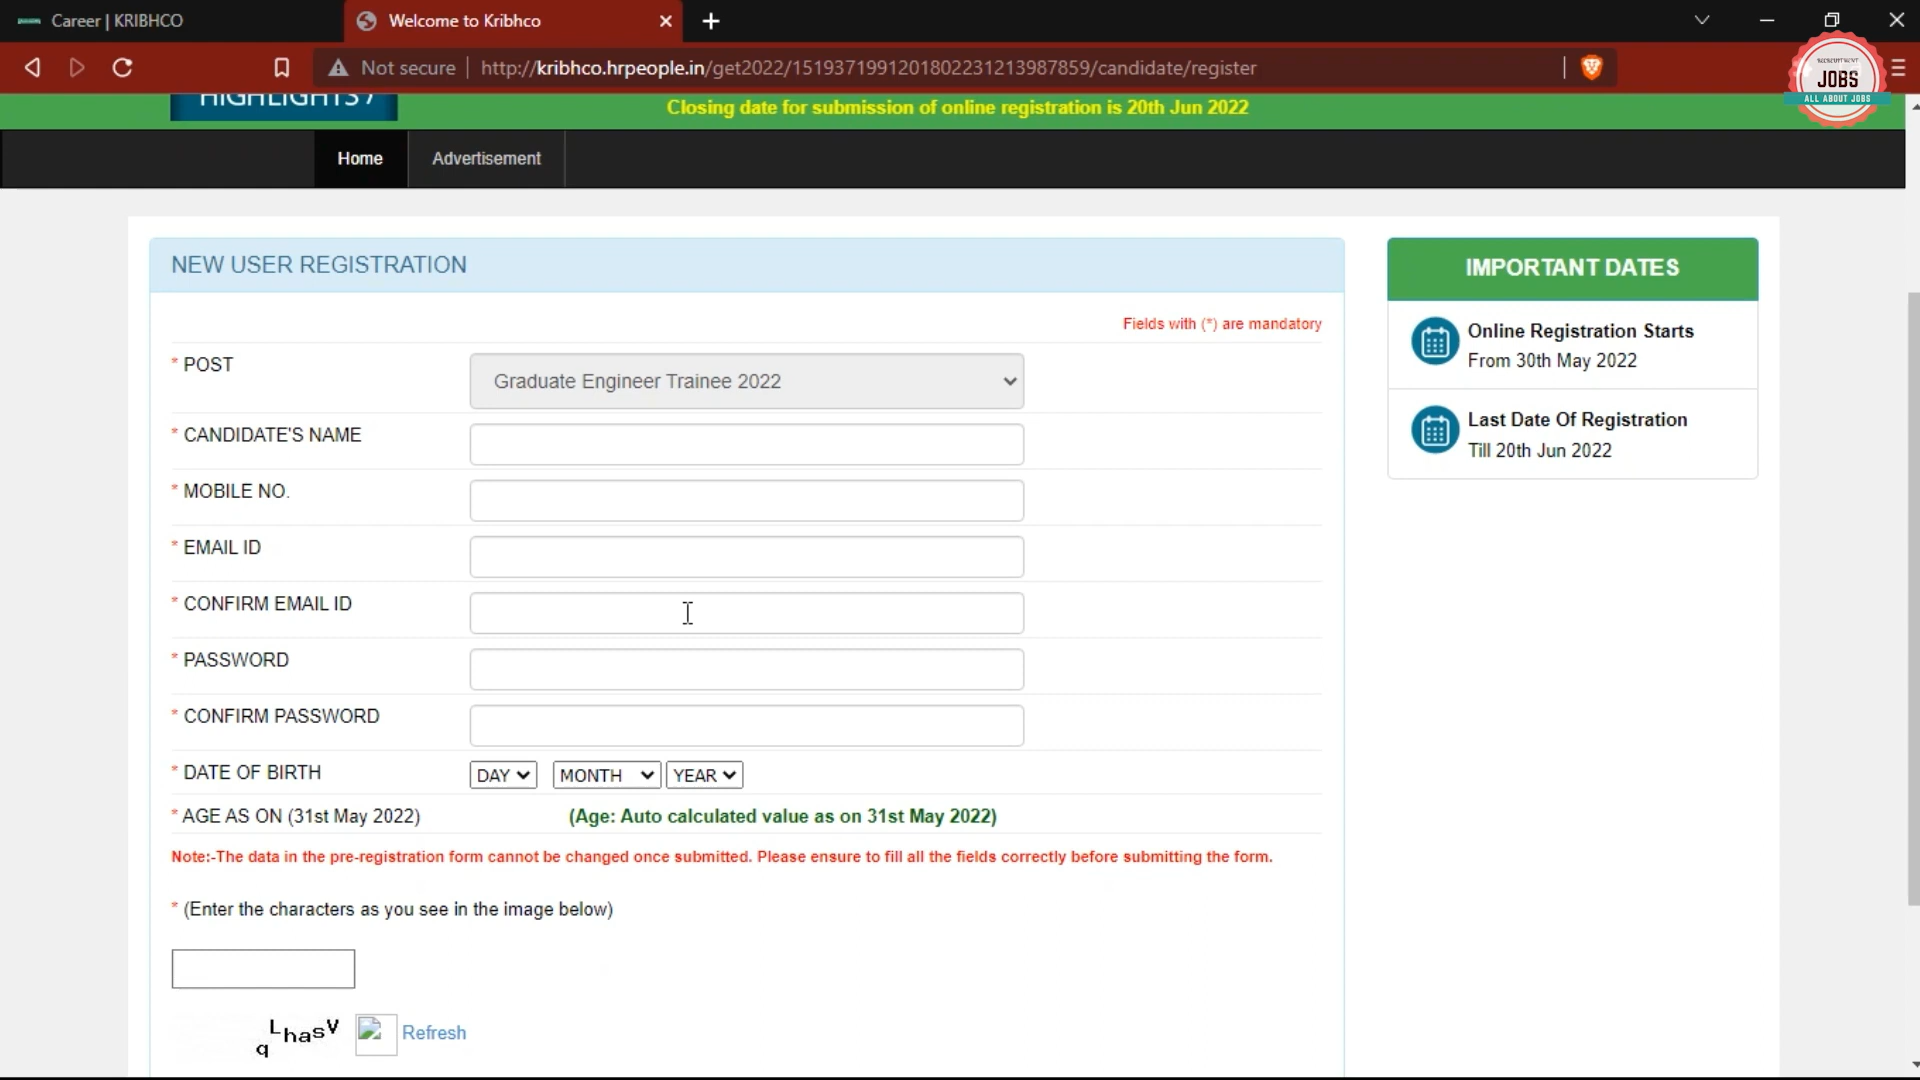 Career | KRIBHCO
Welcome to Kribhco
Not secure
http://kribhco.hrpeople.in/get2022/1519371991201802231213987859/candidate/register
RECRUITMENT
JOBS
ALL ABOUT JOBS
HIGHLIGHTS /
Closing date for submission of online registration is 20th Jun 2022
Home
Advertisement
NEW USER REGISTRATION
Fields with (*) are mandatory
* POST
Graduate Engineer Trainee 2022
* CANDIDATE'S NAME
* MOBILE NO.
* EMAIL ID
* CONFIRM EMAIL ID
* PASSWORD
* CONFIRM PASSWORD
* DATE OF BIRTH
DAY MONTH YEAR
* AGE AS ON (31st May 2022)
(Age: Auto calculated value as on 31st May 2022)
Note:-The data in the pre-registration form cannot be changed once submitted. Please ensure to fill all the fields correctly before submitting the form.
* (Enter the characters as you see in the image below)
qLhasV
Refresh
IMPORTANT DATES
Online Registration Starts
From 30th May 2022
Last Date Of Registration
Till 20th Jun 2022